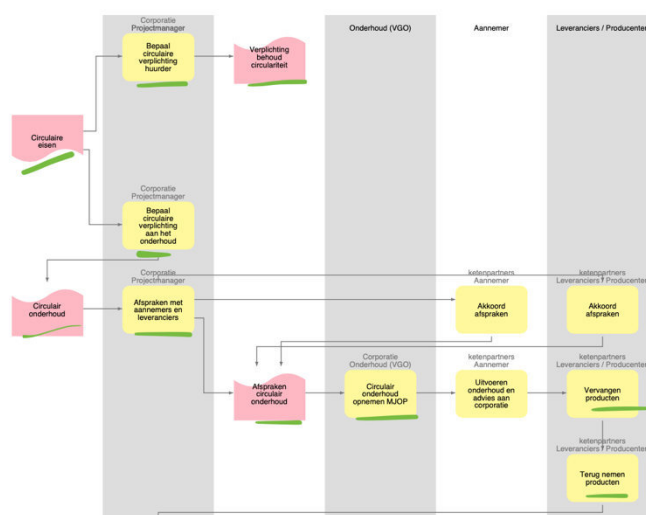 Corporatie
Projectmanager
Onderhoud (VGO)
Aannemer
Leveranciers / Producenten
Bepaal
circulaire
verplichting
huurder
Verplichting
behoud
circulariteit
Circulaire
eisen
Corporatie
Projectmanager
Bepaal
circulaire
verplichting
aan het
onderhoud
Corporatie
Projectmanager
ketenpartners
Aannemer
ketenpartners
Leveranciers / Producenten
Circulair
onderhoud
Afspraken met
aannemers en
leveranciers
Akkoord
afspraken
Akkoord
afspraken
Corporatie
Onderhoud (VGO)
ketenpartners
Aannemer
ketenpartners
Leveranciers / Producenten
Afspraken
circulair
onderhoud
Circulair
onderhoud
opnemen MJOP
Uitvoeren
onderhoud en
advies aan
corporatie
Vervangen
producten
ketenpartners
Leveranciers / Producenten
Terug nemen
producten